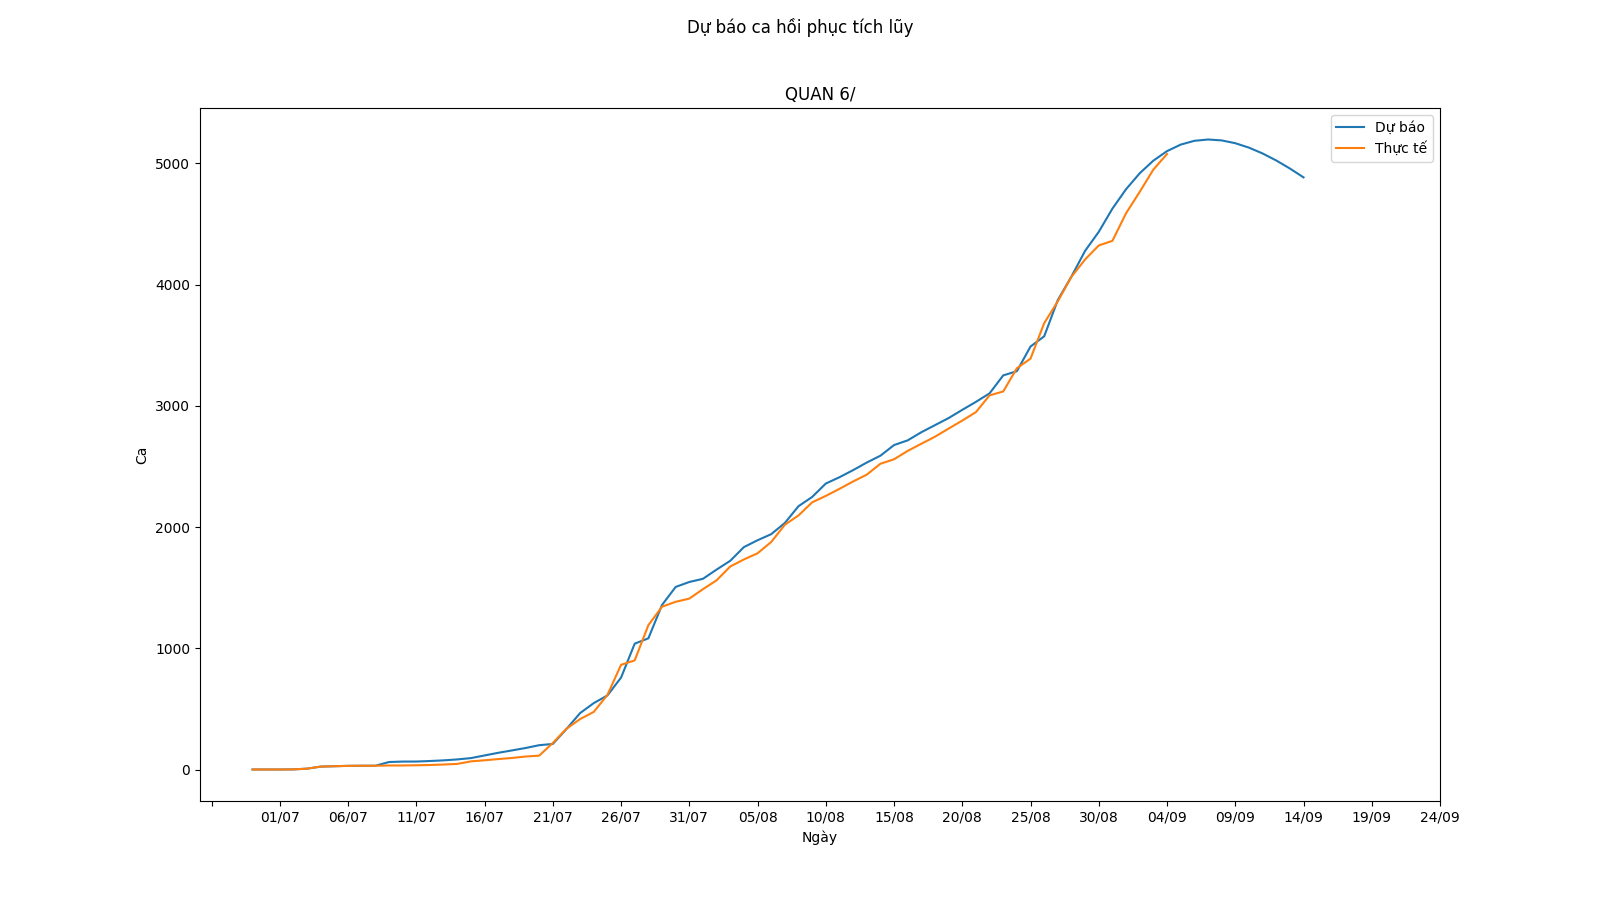 Dự báo ca hồi phục tích lũy
QUAN 6/
Dự báo
Thực tế
5000
4000
3000
2000
1000
0
Ca
01/07 06/07 11/07 16/07 21/07 26/07 31/07 05/08 10/08 15/08 20/08 25/08 30/08 04/09 09/09 14/09 19/09 24/09
Ngày